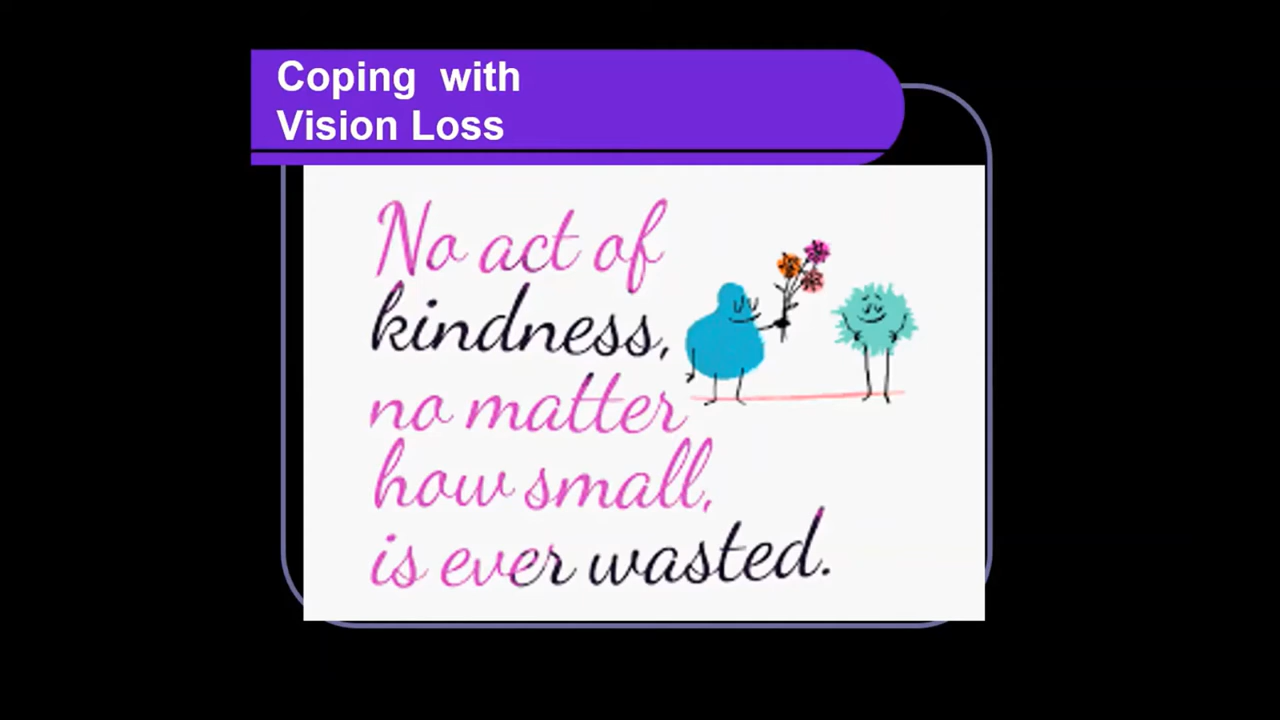 Coping with
Vision Loss
No act of
kindness,
no matter
how small,
is ever wasted.